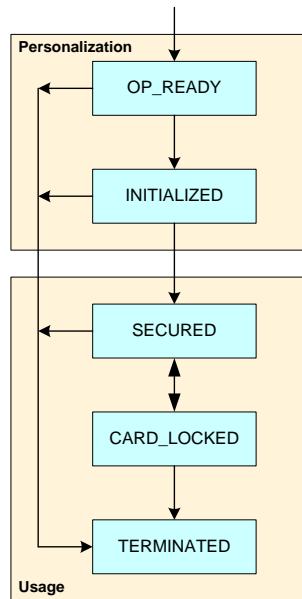 Personalization
OP_READY
INITIALIZED
SECURED
CARD_LOCKED
TERMINATED
Usage